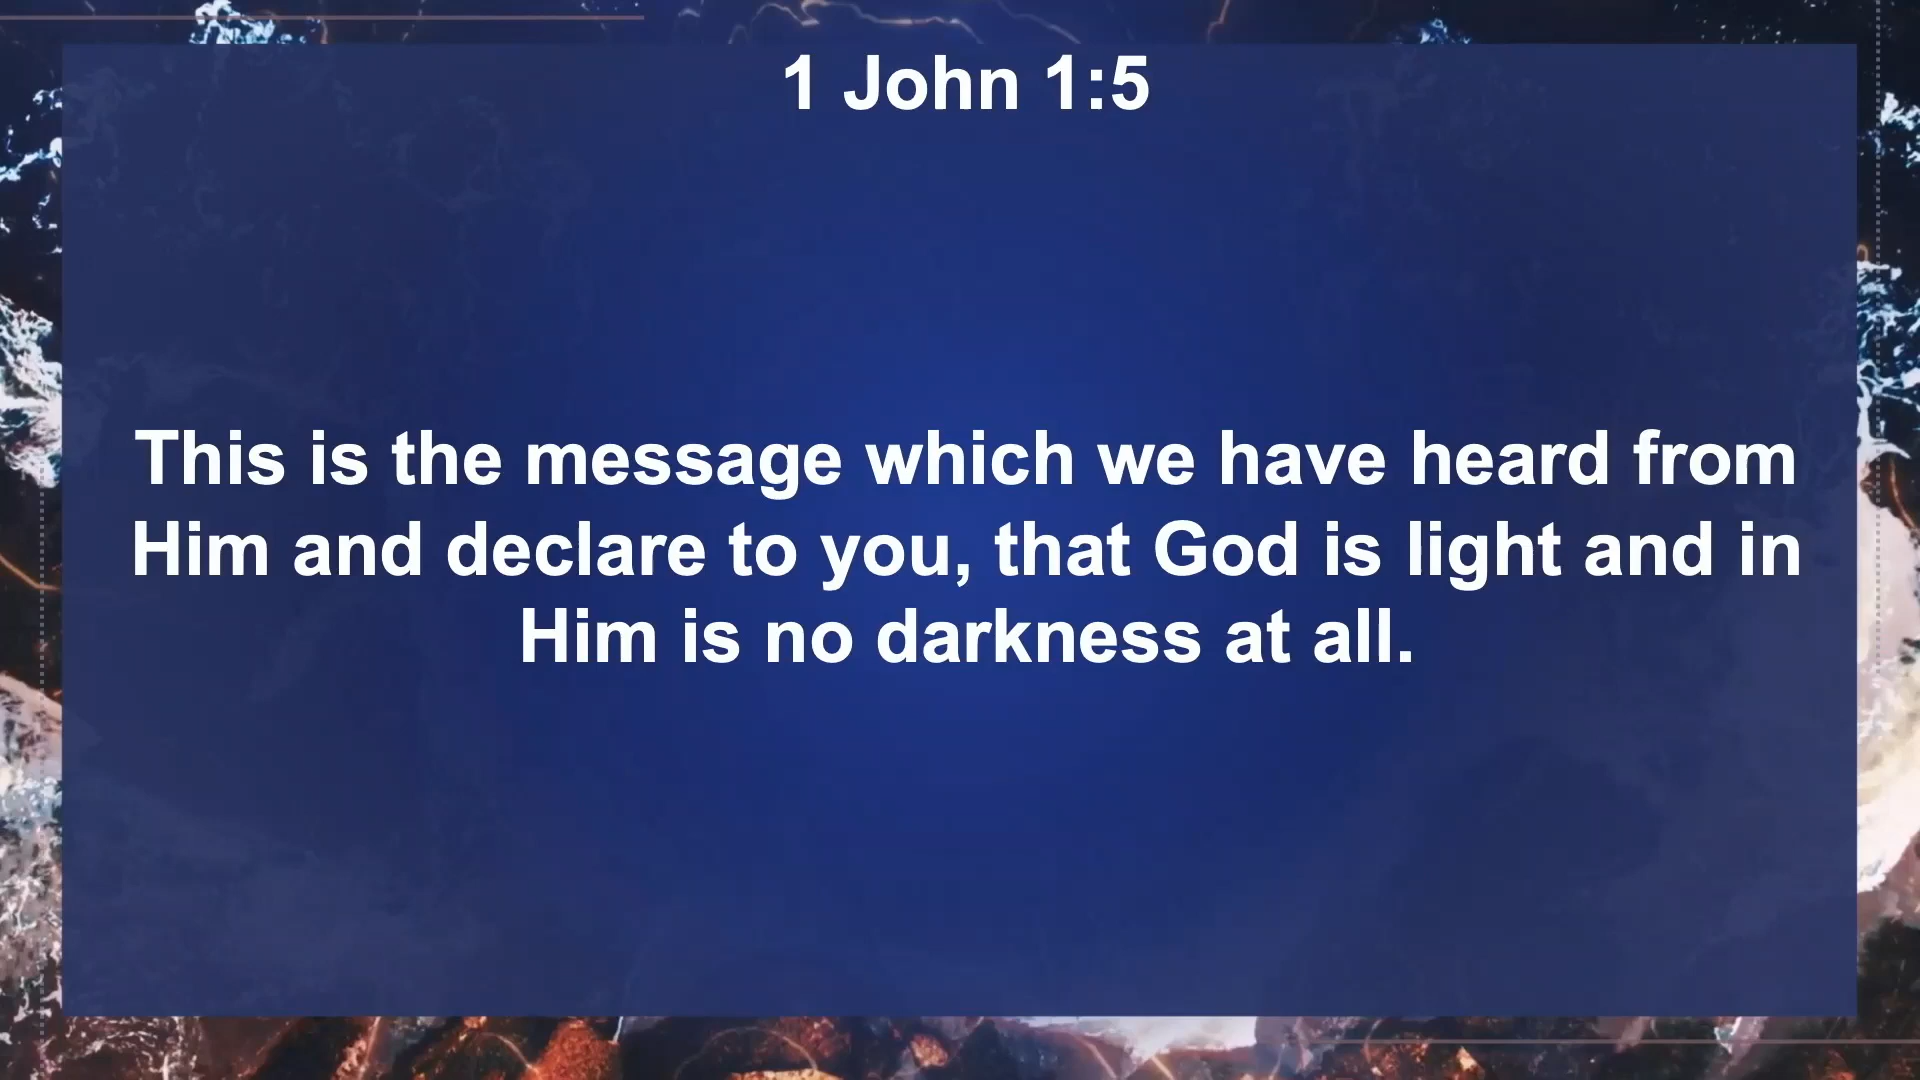 1 John 1:5
This is the message which we have heard from
Him and declare to you, that God is light and in
Him is no darkness at all.